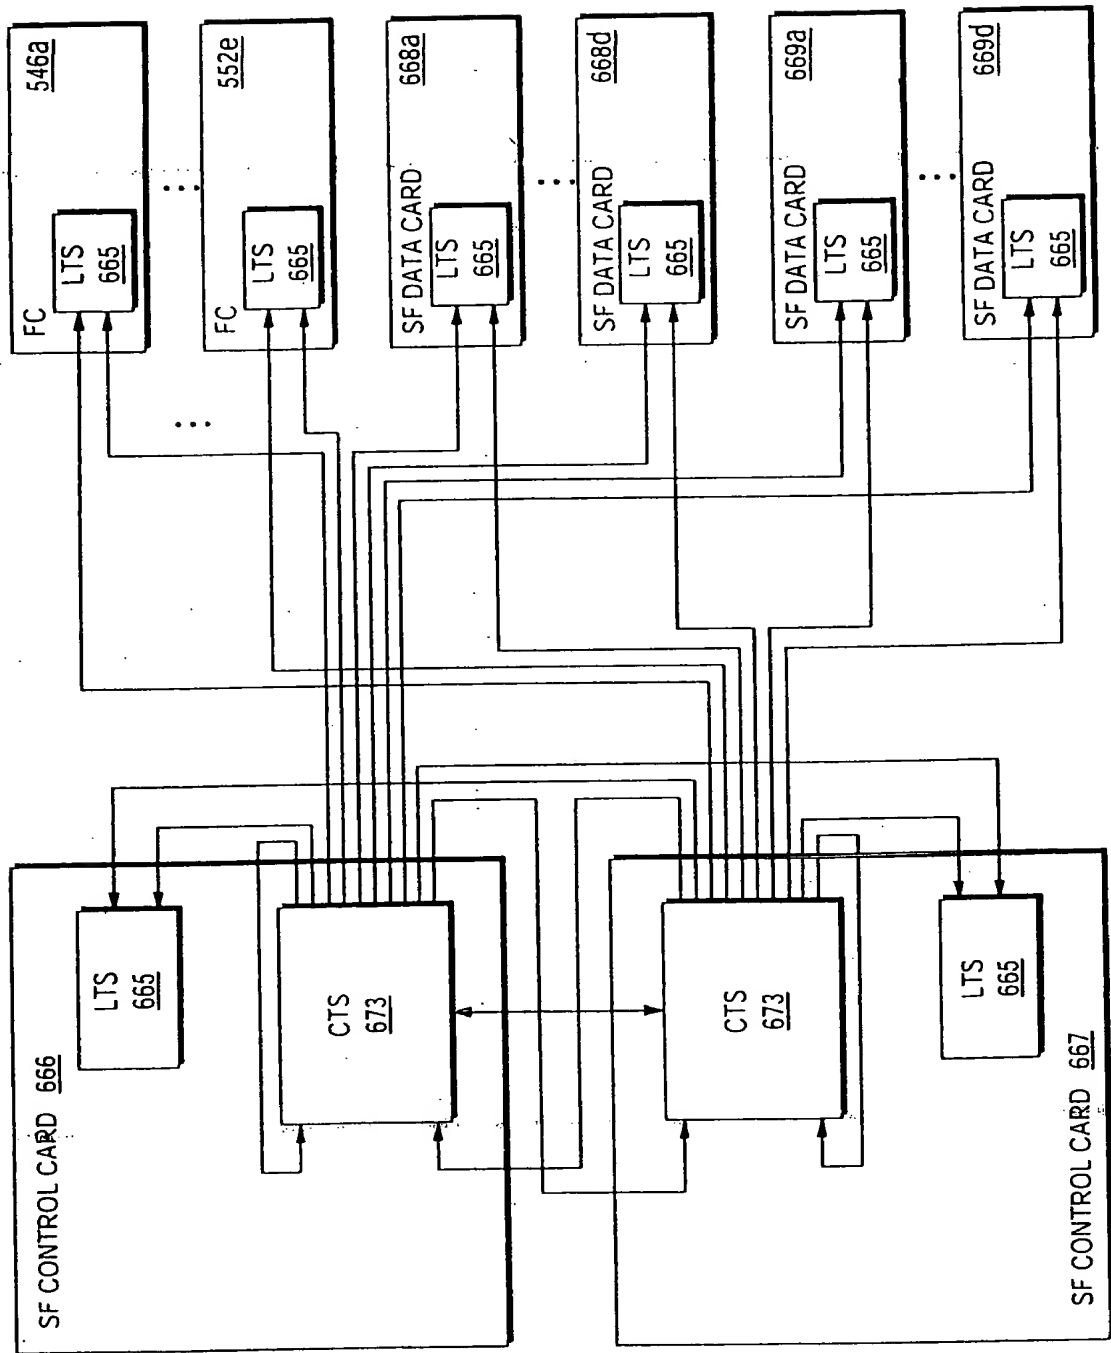 FC
546a
LTS
665
FC
552e
LTS
665
SF DATA CARD
668a
LTS
665
SF DATA CARD
668d
LTS
665
SF DATA CARD
669a
LTS
665
SF DATA CARD
669d
LTS
665
SF CONTROL CARD 666
LTS
665
CTS
673
SF CONTROL CARD 667
CTS
673
LTS
665